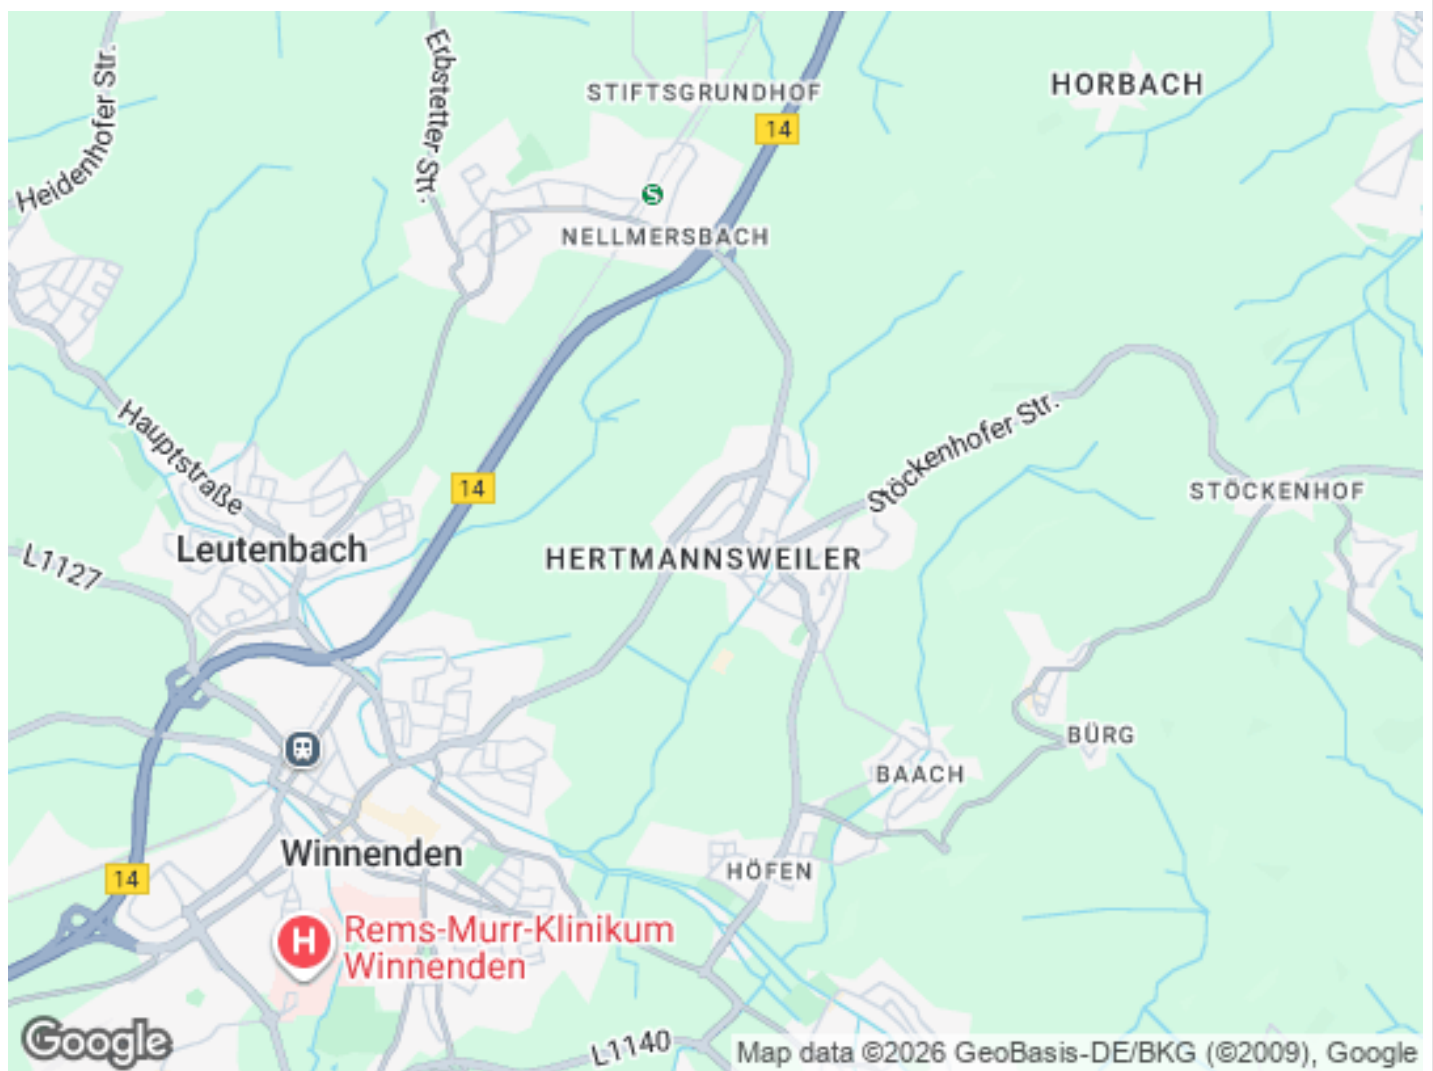 Erbstetter Str.
Heidenhofer Str.
STIFTSGRUNDHOF
HORBACH
14
S
NELLMERSBACH
Hauptstraße
Stöckenhofer Str.
14
STÖCKENHOF
Leutenbach
HERTMANNSWEILER
L1127
BÜRG
BAACH
Winnenden
HÖFEN
14
H
Rems-Murr-Klinikum
Winnenden
L1140
Google
Map data ©2026 GeoBasis-DE/BKG (©2009), Google